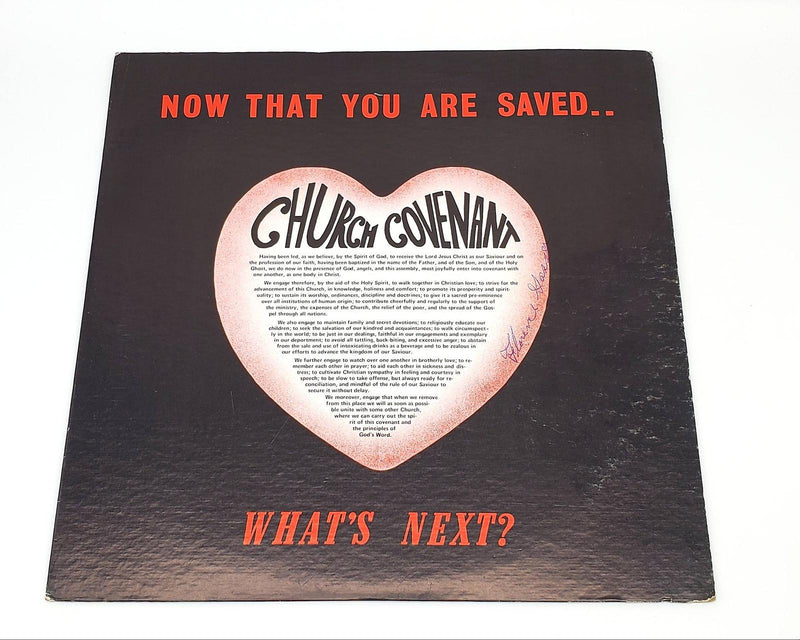 NOW THAT YOU ARE SAVED..
CHURCH COVENANT
Having been led, as we believe, by the Spirit of God, to receive the Lord Jesus Christ as our Saviour and on
the profession of our faith, having been baptized in the name of the Father, and of the Son, and of the Holy
Ghost, we do now in the presence of God, angels, and this assembly, most joyfully enter into covenant with
one another, as one body in Christ.
We engage therefore, by the aid of the Holy Spirit, to walk together in Christian love; to strive for the
advancement of this Church, in knowledge, holiness and comfort; to promote its prosperity and spirit-
uality; to sustain its worship, ordinances, discipline and doctrines; to give it a sacred pre-eminence
over all institutions of human origin; to contribute cheerfully and regularly to the support of
the ministry, the expenses of the Church, the relief of the poor, and the spread of the Gos-
pel through all nations.
We also engage to maintain family and secret devotions; to religiously educate our
children; to seek the salvation of our kindred and acquaintances; to walk circumspect-
ly in the world; to be just in our dealings, faithful in our engagements and exemplary
in our department; to avoid all tattling, back-biting, and excessive anger; to abstain
from the sale and use of intoxicating drinks as a beverage and to be zealous in
our efforts to advance the kingdom of our Saviour.
We further engage to watch over one another in brotherly love; to re-
member each other in prayer; to aid each other in sickness and dis-
tress; to cultivate Christian sympathy in feeling and courtesy in
speech; to be slow to take offense, but always ready for re-
conciliation, and mindful of the rule of our Saviour to
secure it without delay.
We moreover, engage that when we remove
from this place we will as soon as possi-
ble unite with some other Church,
where we can carry out the spi-
rit of this covenant and
the principles of
God's Word.
WHAT'S NEXT?